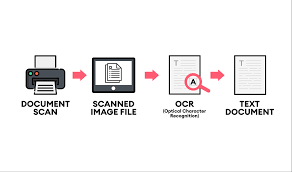 DOCUMENT
SCAN
SCANNED
IMAGE FILE
T
A
OCR
(Optical Character
Recognition)
T
TEXT
DOCUMENT